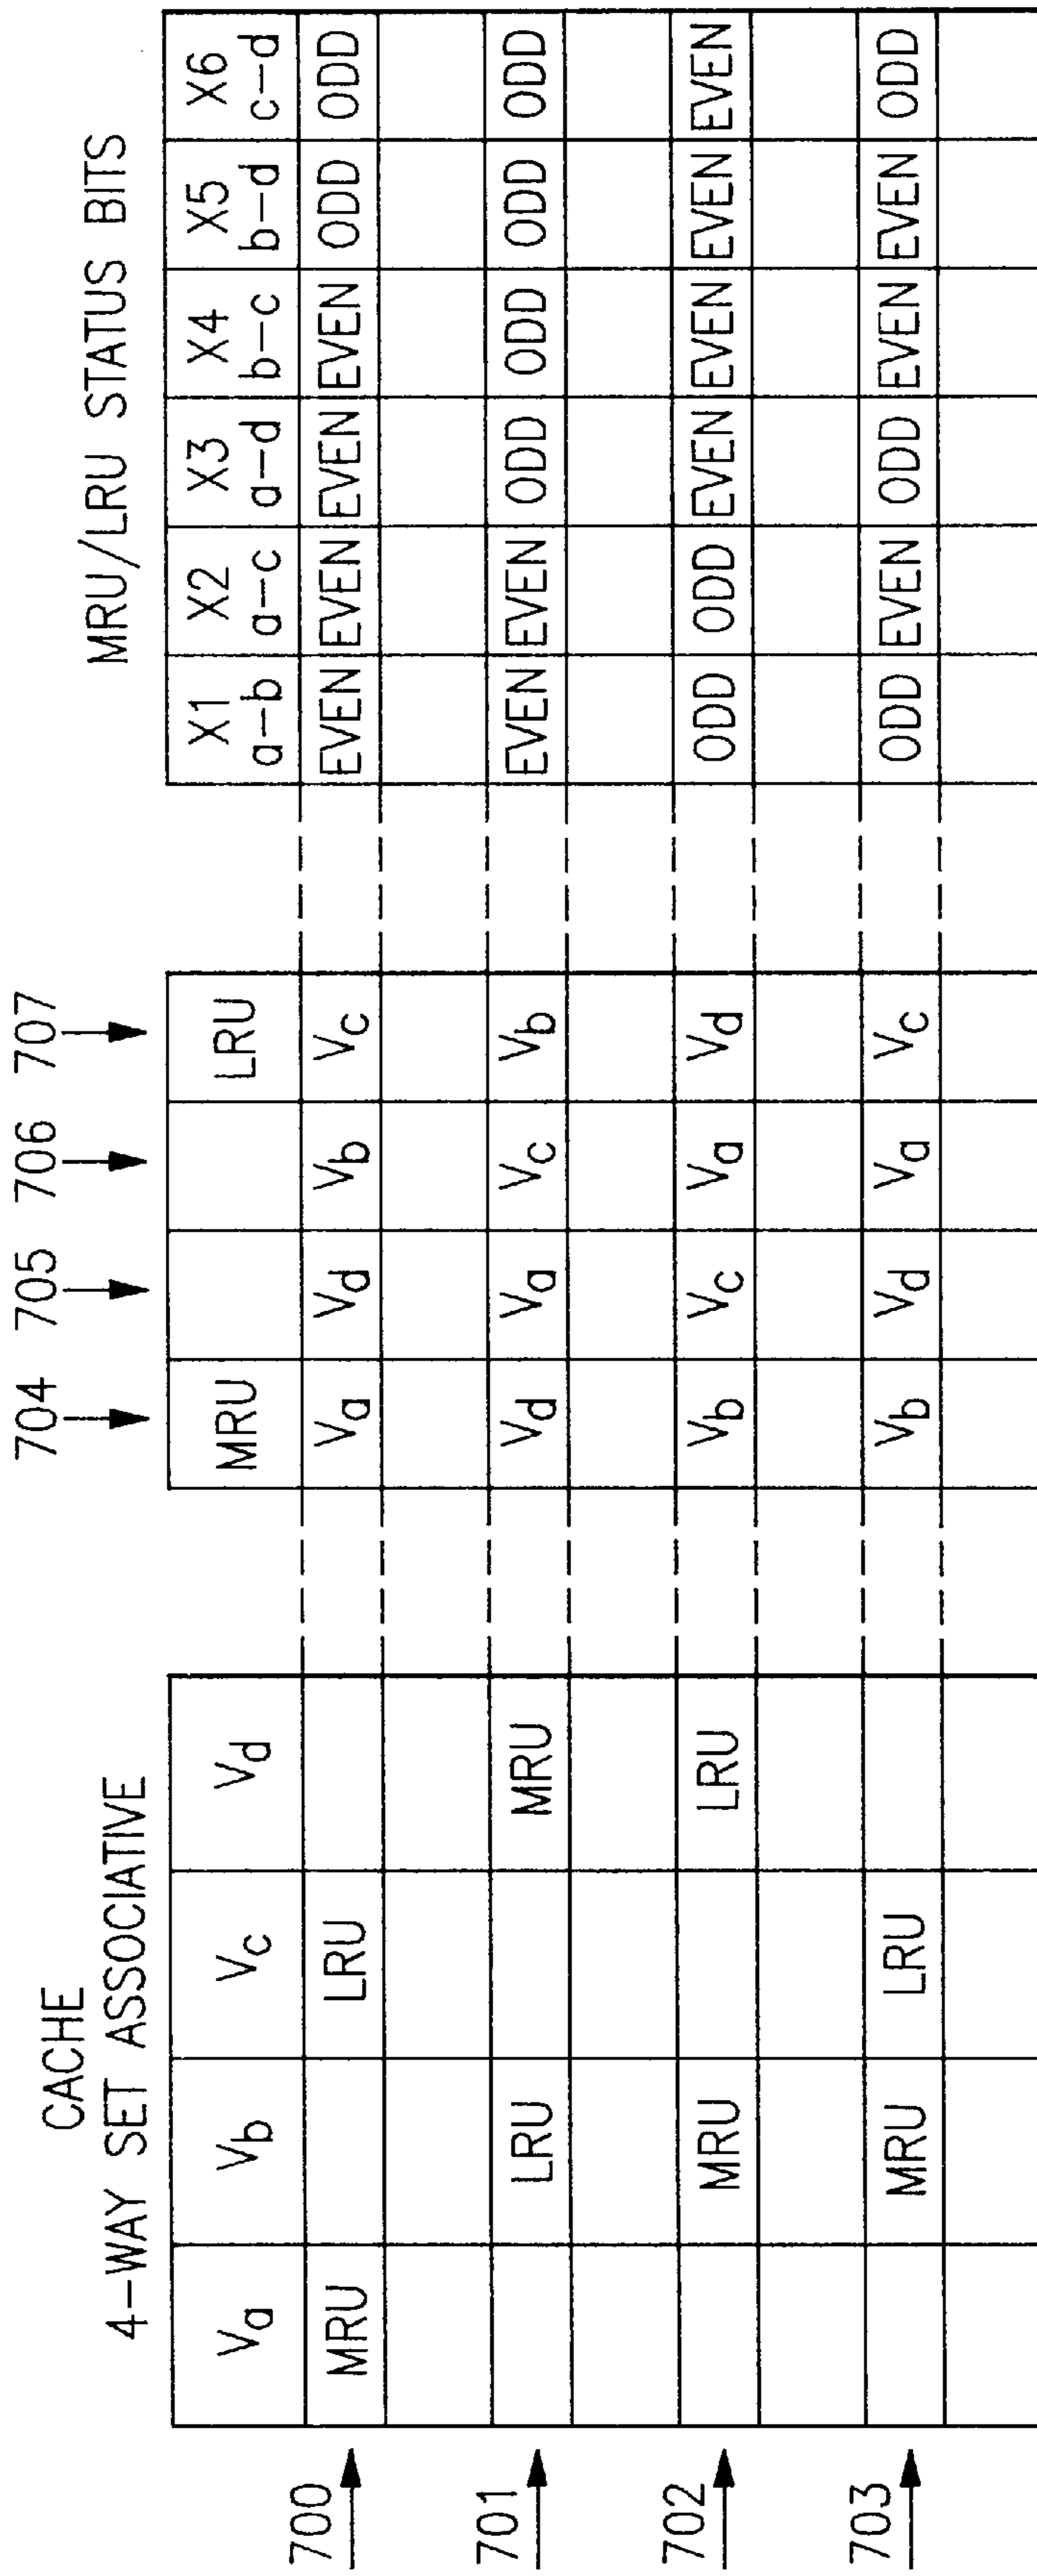 CACHE
4-WAY SET ASSOCIATIVE
Va Vb Vc Vd
700 MRU LRU
701 LRU MRU
702 MRU LRU
703 MRU LRU
704 705 706 707
MRU LRU
Va Vd Vb Vc
Vd Va Vc Vb
Vb Vc Va Vd
Vb Vd Va Vc
MRU/LRU STATUS BITS
X1 X2 X3 X4 X5 X6
a-b a-c a-d b-c b-d c-d
EVEN EVEN EVEN EVEN ODD ODD
EVEN EVEN ODD ODD ODD ODD
ODD ODD EVEN EVEN EVEN EVEN
ODD EVEN ODD EVEN EVEN ODD